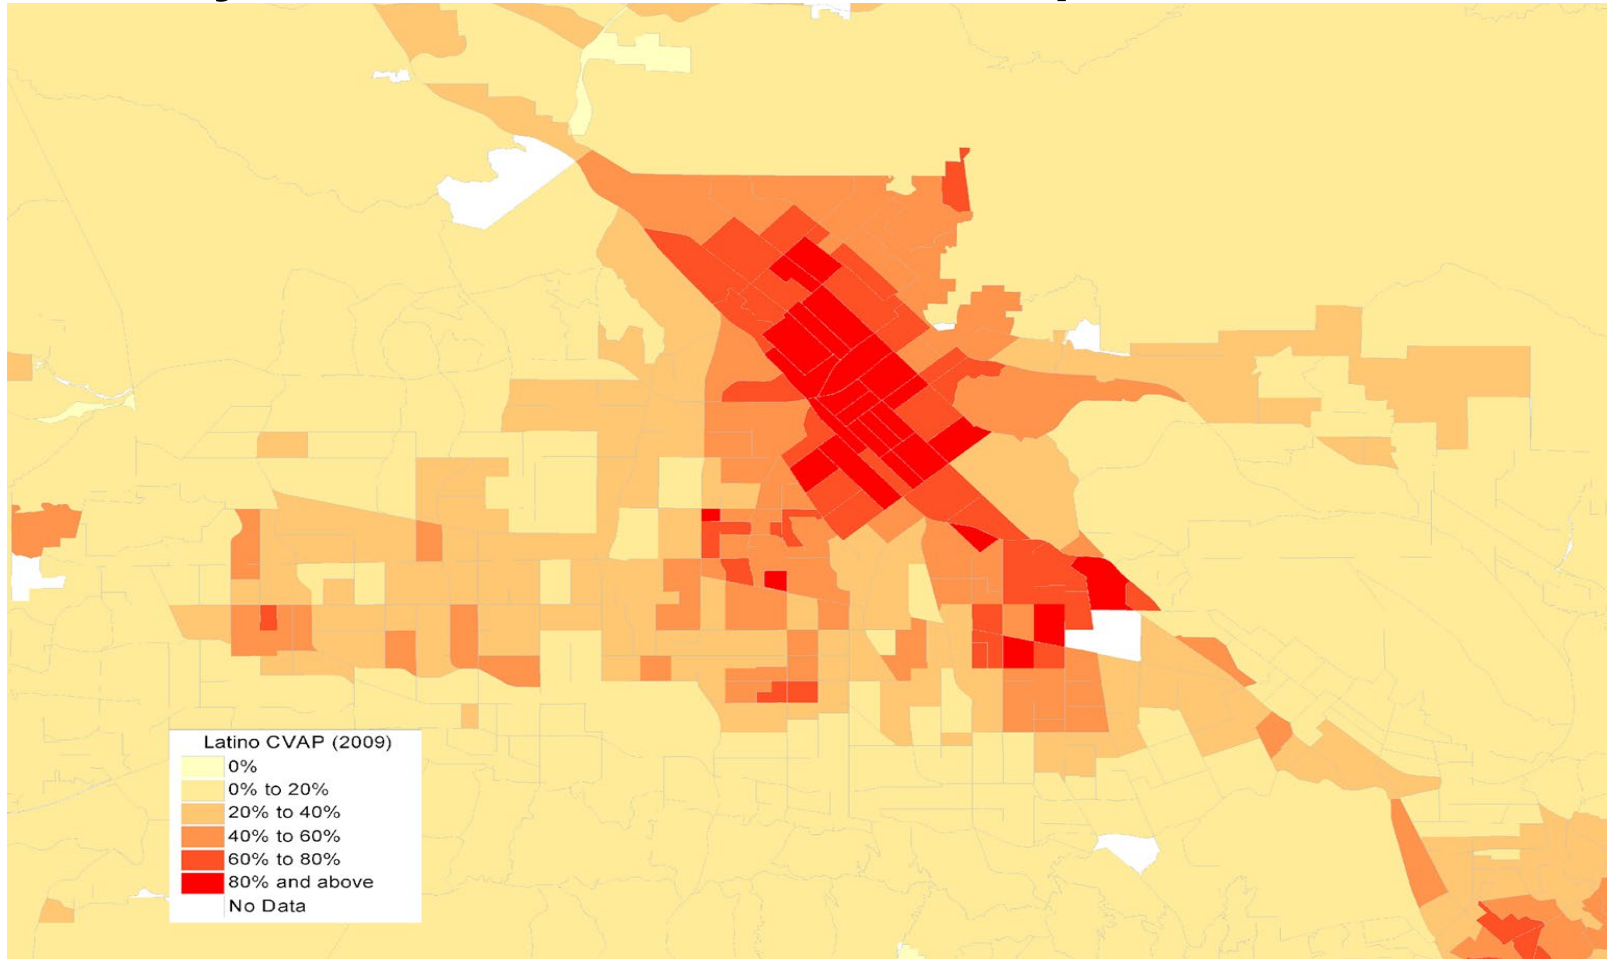 Latino CVAP (2009)
0%
0% to 20%
20% to 40%
40% to 60%
60% to 80%
80% and above
No Data